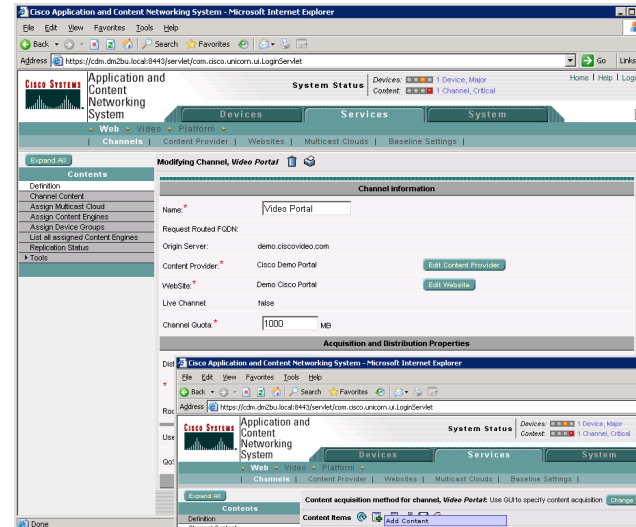 Cisco Application and Content Networking System - Microsoft Internet Explorer
File Edit View Favorites Tools Help
Back Search Favorites
Address https://cdm.dm2bu.local:8443/servlet/com.cisco.unicorn.ui.LoginServlet Go Links
CISCO SYSTEMS
Application and
Content
Networking
System
System Status
Devices: 1 Device, Major
Content: 1 Channel, Critical
Home | Help |
Devices Services System
Web Video Platform
| Channels | Content Provider | Websites | Multicast Clouds | Baseline Settings |
Expand All
Contents
Definition
Channel Content
Assign Multicast Cloud
Assign Content Engines
Assign Device Groups
List all assigned Content Engines
Replication Status
Tools
Modifying Channel, Video Portal
Channel information
Name:* Video Portal
Request Routed FQDN:
Origin Server: demo.ciscovideo.com
Content Provider:* Cisco Demo Portal Edit Content Provider
WebSite:* Demo Cisco Portal Edit Website
Live Channel: false
Channel Quota:* 1000 MB
Acquisition and Distribution Properties
Dist
*
Roo
Use
QoS
Cisco Application and Content Networking System - Microsoft Internet Explorer
File Edit View Favorites Tools Help
Back Search Favorites
Address https://cdm.dm2bu.local:8443/servlet/com.cisco.unicorn.ui.LoginServlet
CISCO SYSTEMS
Application and
Content
Networking
System
System Status
Devices: 1 Device, Major
Content: 1 Channel, Critical
Devices Services System
Web Video Platform
| Channels | Content Provider | Websites | Multicast Clouds | Baseline Settings |
Expand All
Contents
Definition
Content acquisition method for channel, Video Portal: Use GUI to specify content acquisition Change
Content Items
Add Content
Done